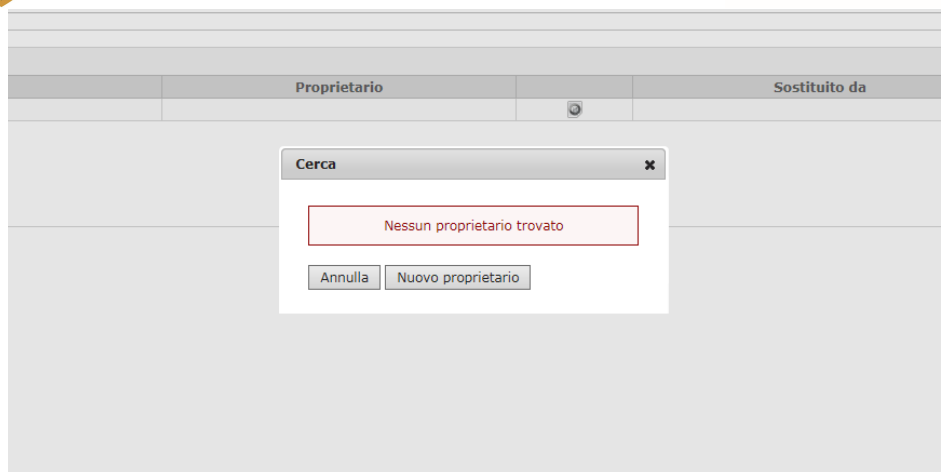 Proprietario Sostituito da
Cerca
Nessun proprietario trovato
Annulla Nuovo proprietario